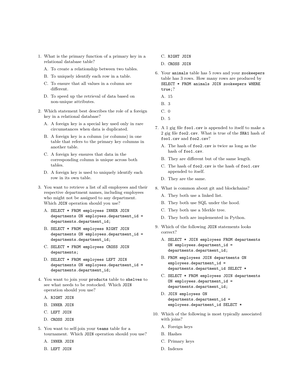 1. What is the primary function of a primary key in a
relational database table?
A. To create a relationship between two tables.
B. To uniquely identify each row in a table.
C. To ensure that all values in a column are
different.
D. To speed up the retrieval of data based on
non-unique attributes.
2. Which statement best describes the role of a foreign
key in a relational database?
A. A foreign key is a special key used only in rare
circumstances when data is duplicated.
B. A foreign key is a column (or columns) in one
table that refers to the primary key columns in
another table.
C. A foreign key ensures that data in the
corresponding column is unique across both
tables.
D. A foreign key is used to uniquely identify each
row in its own table.
3. You want to retrieve a list of all employees and their
respective department names, including employees
who might not be assigned to any department.
Which JOIN operation should you use?
A. SELECT * FROM employees INNER JOIN
departments ON employees.department_id =
departments.department_id;
B. SELECT * FROM employees RIGHT JOIN
departments ON employees.department_id =
departments.department_id;
C. SELECT * FROM employees CROSS JOIN
departments;
D. SELECT * FROM employees LEFT JOIN
departments ON employees.department_id =
departments.department_id;
4. You want to join your products table to shelves to
see what needs to be restocked. Which JOIN
operation should you use?
A. RIGHT JOIN
B. INNER JOIN
C. LEFT JOIN
D. CROSS JOIN
5. You want to self-join your teams table for a
tournament. Which JOIN operation should you use?
A. INNER JOIN
B. LEFT JOIN
C. RIGHT JOIN
D. CROSS JOIN
6. Your animals table has 5 rows and your zookeepers
table has 3 rows. How many rows are produced by
SELECT * FROM animals JOIN zookeepers WHERE
true;?
A. 15
B. 3
C. 0
D. 5
7. A 1 gig file foo1.csv is appended to itself to make a
2 gig file foo2.csv. What is true of the SHA1 hash of
foo1.csv and foo2.csv?
A. The hash of foo2.csv is twice as long as the
hash of foo1.csv.
B. They are different but of the same length.
C. The hash of foo2.csv is the hash of foo1.csv
appended to itself.
D. They are the same.
8. What is common about git and blockchains?
A. They both use a linked list.
B. They both use SQL under the hood.
C. They both use a Merkle tree.
D. They both are implemented in Python.
9. Which of the following JOIN statements looks
correct?
A. SELECT * JOIN employees FROM departments
ON employees.department_id =
departments.department_id;
B. FROM employees JOIN departments ON
employees.department_id =
departments.department_id SELECT *
C. SELECT * FROM employees JOIN departments
ON employees.department_id =
departments.department_id;
D. JOIN employees ON
departments.department_id =
employees.department_id SELECT *
10. Which of the following is most typically associated
with joins?
A. Foreign keys
B. Hashes
C. Primary keys
D. Indexes